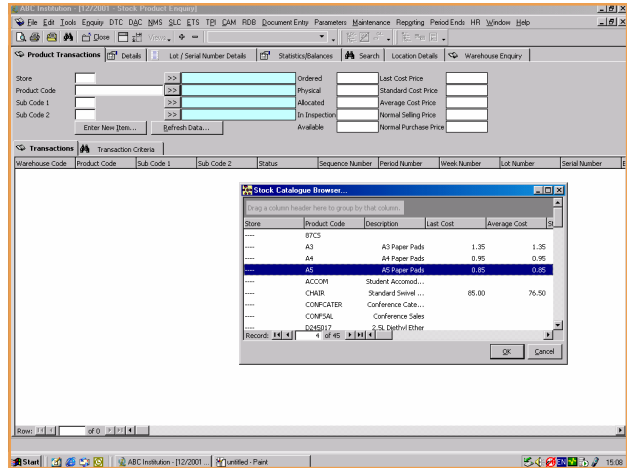 ABC Institution - [12/2001 - Stock Product Enquiry]
File Edit Tools Enquiry DTC DAC NMS SLC ETS TPI CAM RDB Document Entry Parameters Maintenance Reporting Period Ends HR Window Help
Close Views
Product Transactions Details Lot / Serial Number Details Statistics/Balances Search Location Details Warehouse Enquiry
Store >> Ordered Last Cost Price
Product Code >> Physical Standard Cost Price
Sub Code 1 >> Allocated Average Cost Price
Sub Code 2 >> In Inspection Normal Selling Price
Enter New Item... Refresh Data... Available Normal Purchase Price
Transactions Transaction Criteria
Warehouse Code Product Code Sub Code 1 Sub Code 2 Status Sequence Number Period Number Week Number Lot Number Serial Number
Stock Catalogue Browser...
Drag a column header here to group by that column.
Store Product Code Description Last Cost Average Cost St
---- 87CS
---- A3 A3 Paper Pads 1.35 1.35
---- A4 A4 Paper Pads 0.95 0.95
---- A5 A5 Paper Pads 0.85 0.85
---- ACCOM Student Accomod...
---- CHAIR Standard Swivel ... 85.00 76.50
---- CONFCATER Conference Cate...
---- CONFSAL Conference Sales
---- D245017 2.5L Diethyl Ether
Record: 4 of 45
OK Cancel
Row: of 0
Start ABC Institution - [12/2001 ... untitled - Paint EN 15:08